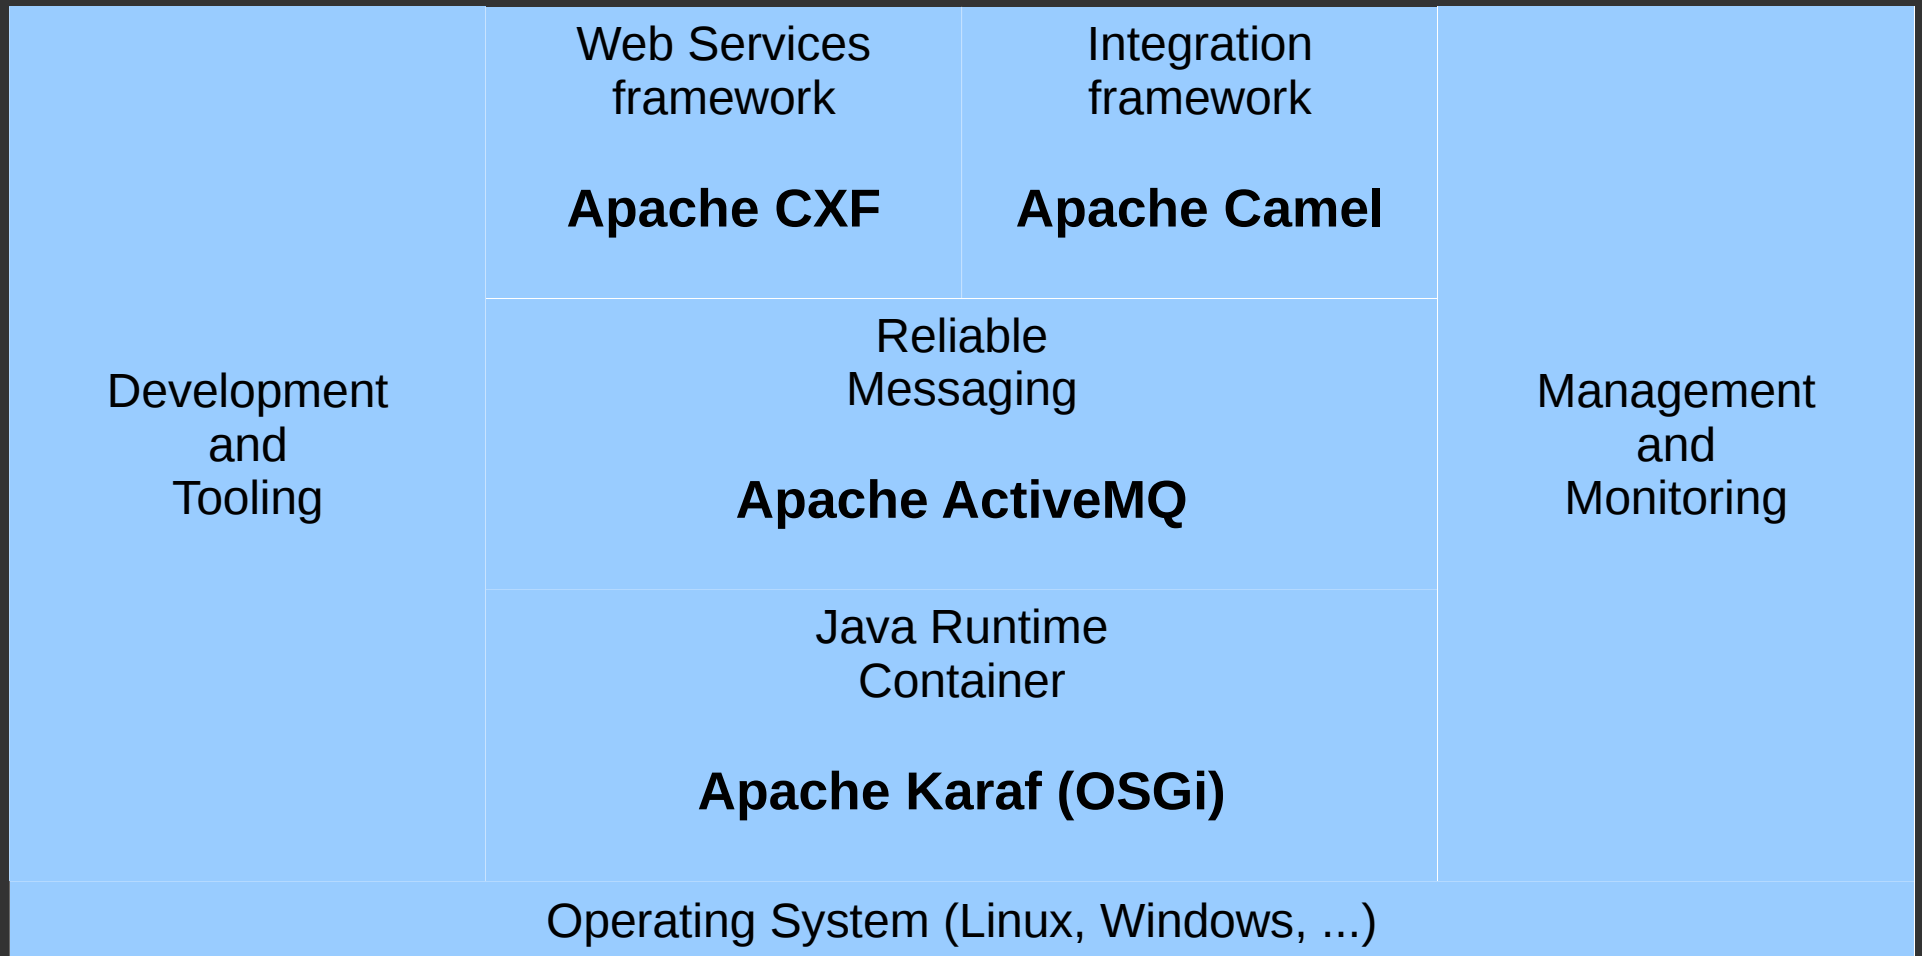 Web Services
framework
Apache CXF
Integration
framework
Apache Camel
Development
and
Tooling
Reliable
Messaging
Apache ActiveMQ
Management
and
Monitoring
Java Runtime
Container
Apache Karaf (OSGi)
Operating System (Linux, Windows, ...)